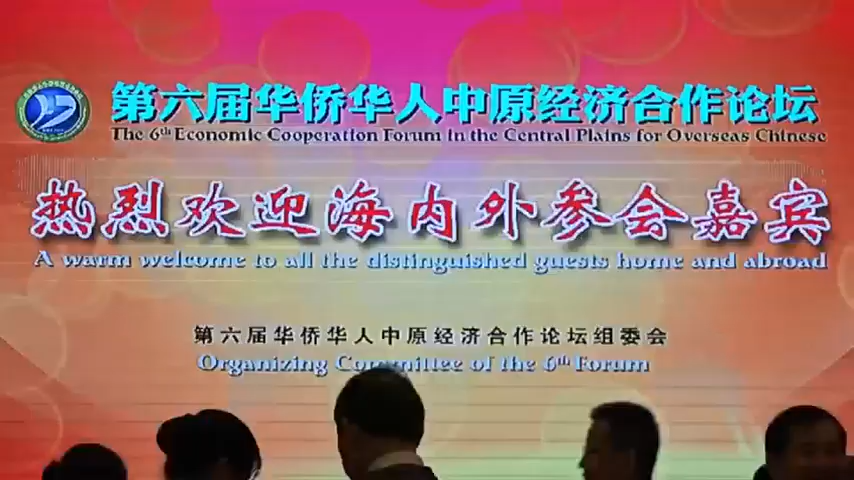 第六届华侨华人中原经济合作论坛
The 6th Economic Cooperation Forum in the Central Plains for Overseas Chinese
热烈欢迎海内外参会嘉宾
A warm welcome to all the distinguished guests home and abroad
第六届华侨华人中原经济合作论坛组委会
Organizing Committee of the 6th Forum